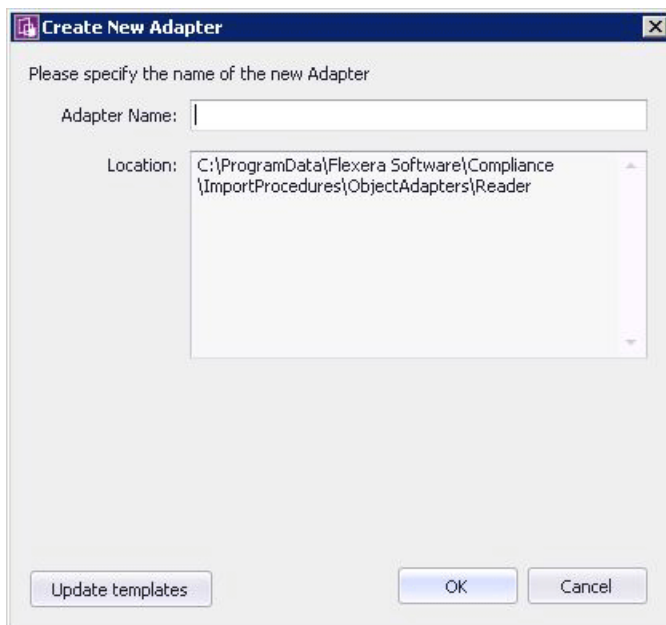 Create New Adapter
Please specify the name of the new Adapter
Adapter Name:
Location: C:\ProgramData\Flexera Software\Compliance
\ImportProcedures\ObjectAdapters\Reader
Update templates OK Cancel